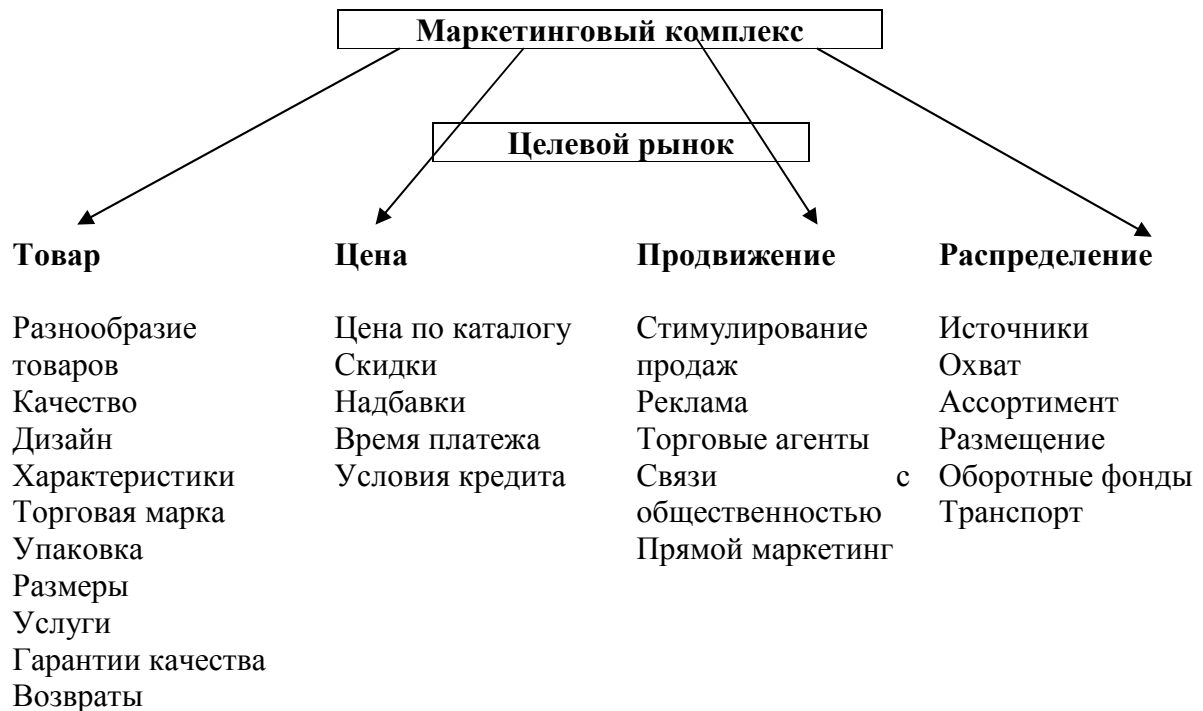 Маркетинговый комплекс
Целевой рынок
Товар
Разнообразие
товаров
Качество
Дизайн
Характеристики
Торговая марка
Упаковка
Размеры
Услуги
Гарантии качества
Возвраты
Цена
Цена по каталогу
Скидки
Надбавки
Время платежа
Условия кредита
Продвижение
Стимулирование
продаж
Реклама
Торговые агенты
Связи с
общественностью
Прямой маркетинг
Распределение
Источники
Охват
Ассортимент
Размещение
Оборотные фонды
Транспорт